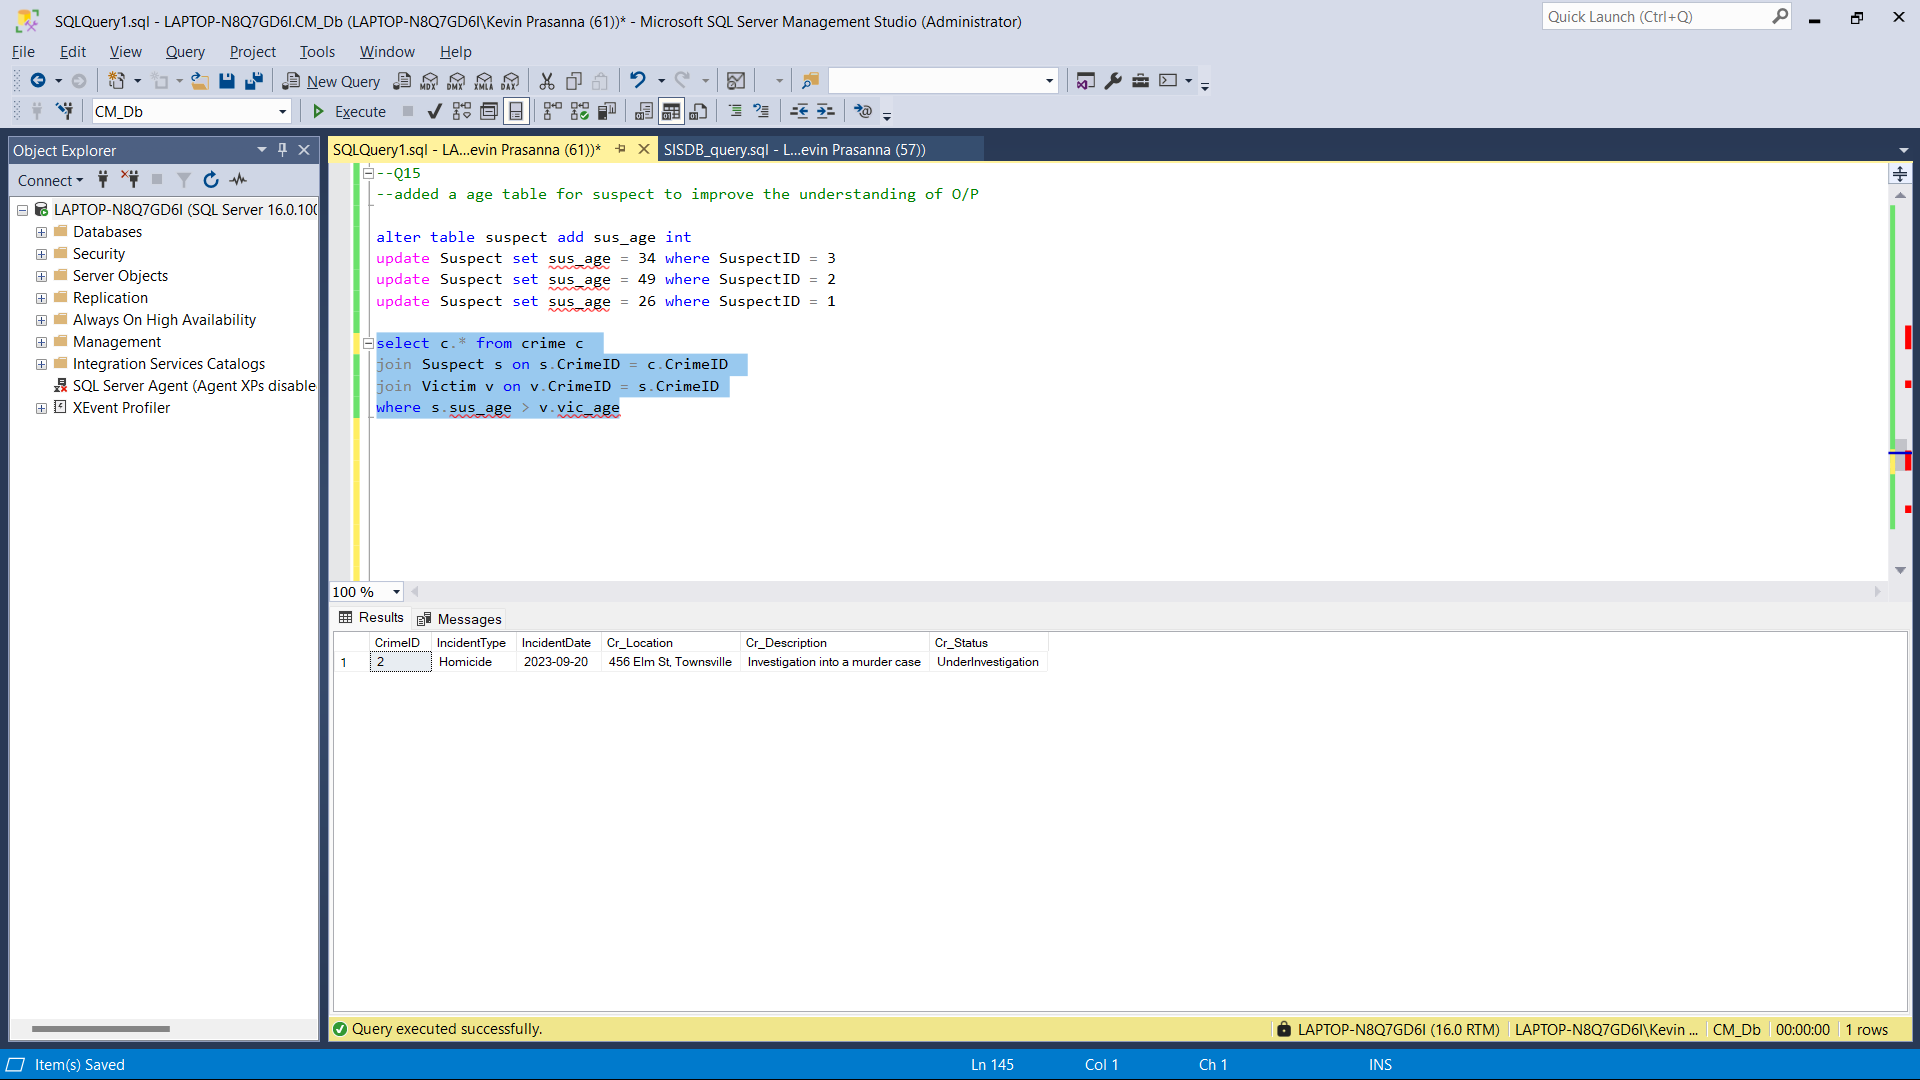 SQLQuery1.sql - LAPTOP-N8Q7GD6I.CM_Db (LAPTOP-N8Q7GD6I\Kevin Prasanna (61))* - Microsoft SQL Server Management Studio (Administrator)
Quick Launch (Ctrl+Q)
File Edit View Query Project Tools Window Help
New Query MDX DMX XMLA DAX
CM_Db Execute
Object Explorer
SQLQuery1.sql - LA...evin Prasanna (61))* SISDB_query.sql - L...evin Prasanna (57))
Connect
LAPTOP-N8Q7GD6I (SQL Server 16.0.100
Databases
Security
Server Objects
Replication
Always On High Availability
Management
Integration Services Catalogs
SQL Server Agent (Agent XPs disable
XEvent Profiler
--Q15
--added a age table for suspect to improve the understanding of O/P
alter table suspect add sus_age int
update Suspect set sus_age = 34 where SuspectID = 3
update Suspect set sus_age = 49 where SuspectID = 2
update Suspect set sus_age = 26 where SuspectID = 1
select c.* from crime c
join Suspect s on s.CrimeID = c.CrimeID
join Victim v on v.CrimeID = s.CrimeID
where s.sus_age > v.vic_age
100 %
Results Messages
CrimeID IncidentType IncidentDate Cr_Location Cr_Description Cr_Status
1 2 Homicide 2023-09-20 456 Elm St, Townsville Investigation into a murder case UnderInvestigation
Query executed successfully.
LAPTOP-N8Q7GD6I (16.0 RTM) LAPTOP-N8Q7GD6I\Kevin ... CM_Db 00:00:00 1 rows
Item(s) Saved Ln 145 Col 1 Ch 1 INS